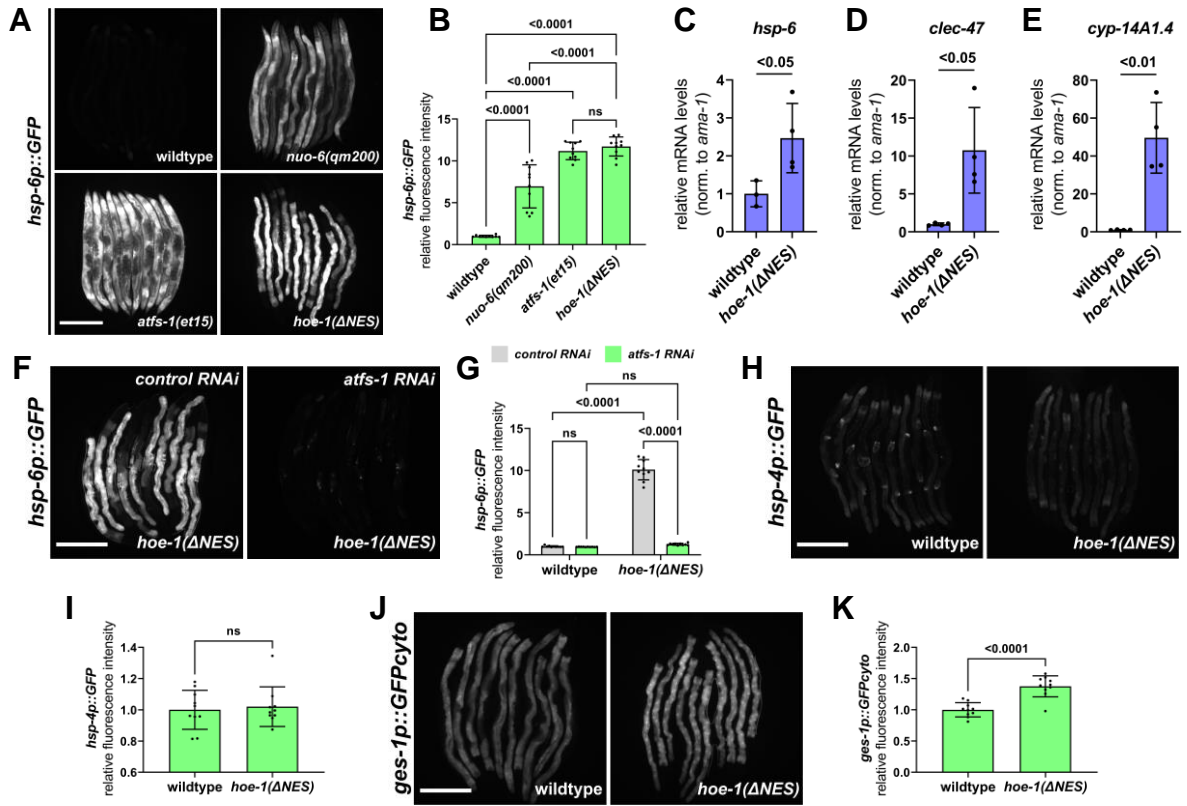 A
hsp-6p::GFP
wildtype
nuo-6(qm200)
atfs-1(et15)
hoe-1(ΔNES)
B
<0.0001
<0.0001
<0.0001
<0.0001
ns
<0.0001
hsp-6p::GFP
relative fluorescence intensity
15
10
5
0
wildtype
nuo-6(qm200)
atfs-1(et15)
hoe-1(ΔNES)
C
hsp-6
<0.05
relative mRNA levels
(norm. to ama-1)
4
3
2
1
0
wildtype
hoe-1(ΔNES)
D
clec-47
<0.05
relative mRNA levels
(norm. to ama-1)
20
15
10
5
0
wildtype
hoe-1(ΔNES)
E
cyp-14A1.4
<0.01
relative mRNA levels
(norm. to ama-1)
80
60
40
20
0
wildtype
hoe-1(ΔNES)
F
hsp-6p::GFP
control RNAi
atfs-1 RNAi
hoe-1(ΔNES)
hoe-1(ΔNES)
G
control RNAi
atfs-1 RNAi
ns
<0.0001
ns
<0.0001
hsp-6p::GFP
relative fluorescence intensity
15
10
5
0
wildtype
hoe-1(ΔNES)
H
hsp-4p::GFP
wildtype
hoe-1(ΔNES)
I
ns
hsp-4p::GFP
relative fluorescence intensity
1.4
1.2
1.0
0.8
0.6
wildtype
hoe-1(ΔNES)
J
ges-1p::GFPcyto
wildtype
hoe-1(ΔNES)
K
<0.0001
ges-1p::GFPcyto
relative fluorescence intensity
2.0
1.5
1.0
0.5
0.0
wildtype
hoe-1(ΔNES)